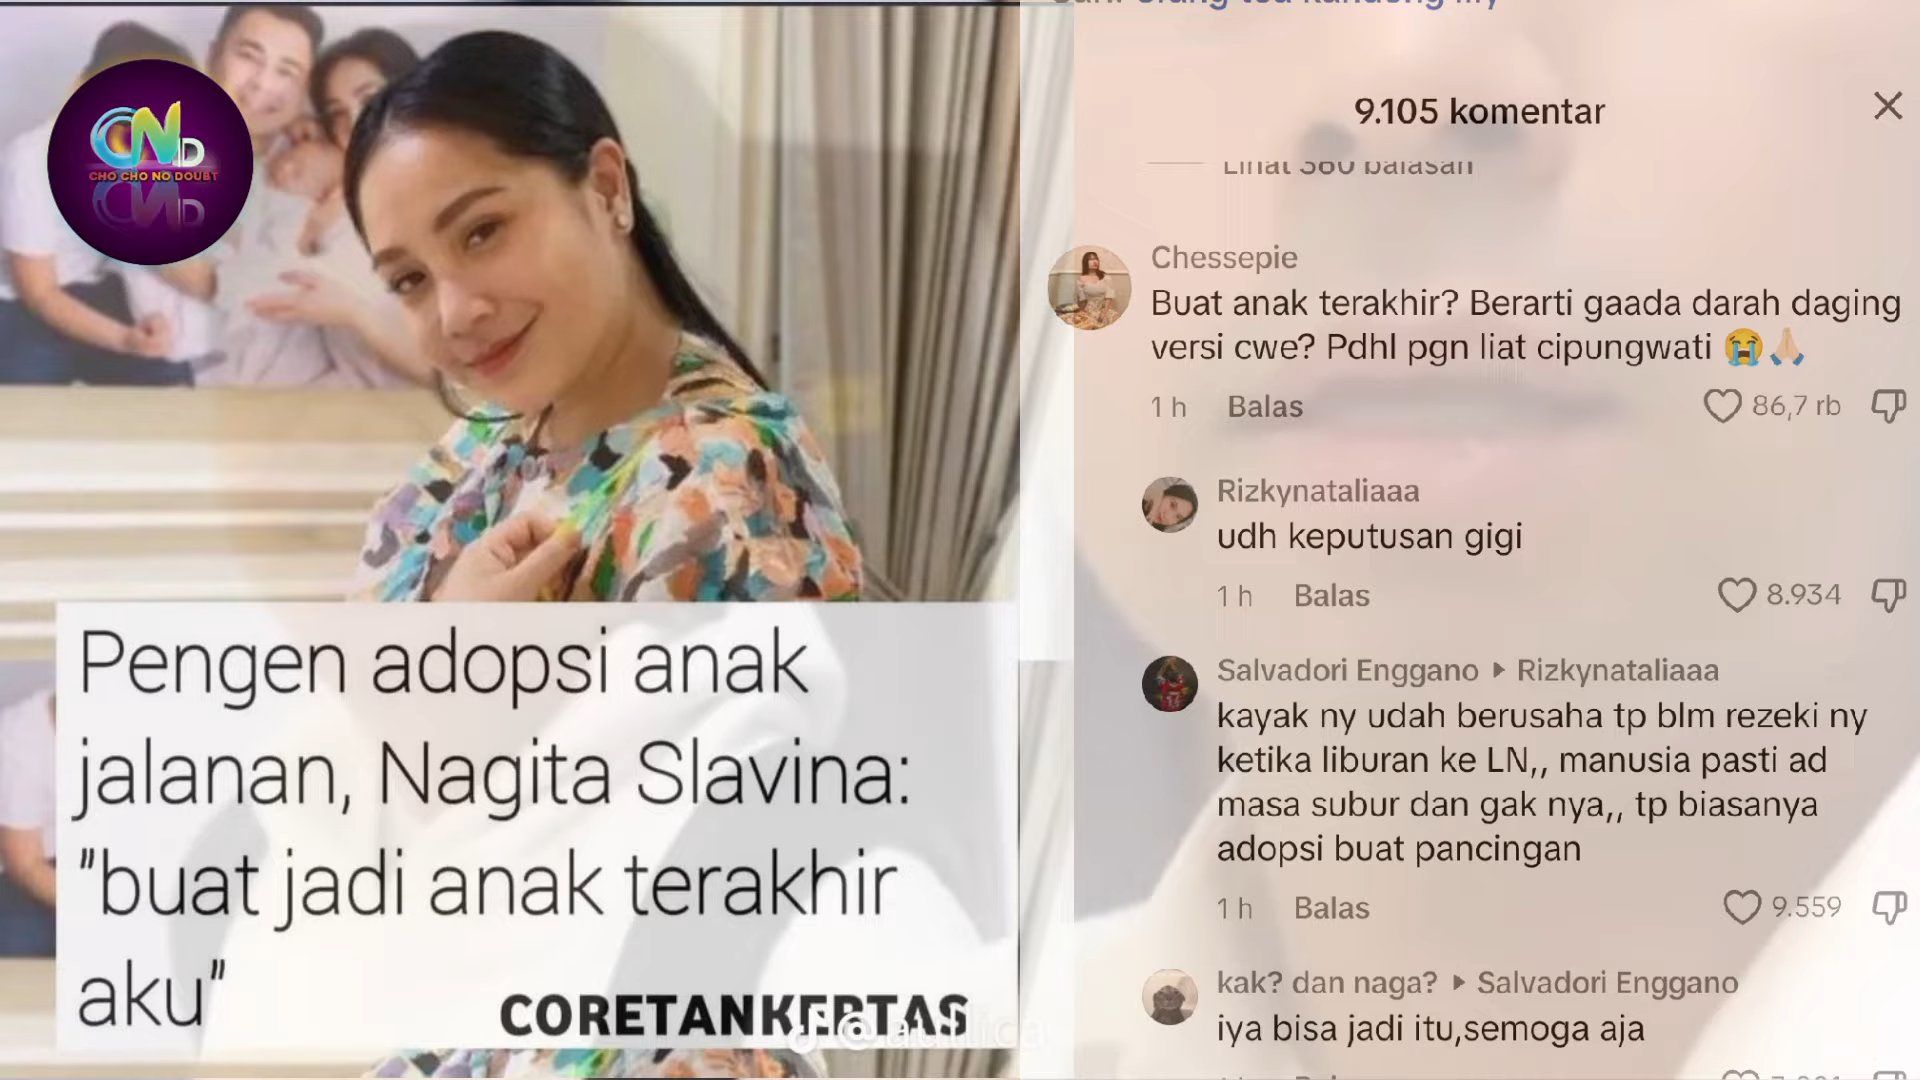 CND
CHO CHO NO DOUBT
Pengen adopsi anak
jalanan, Nagita Slavina:
"buat jadi anak terakhir
aku"
CORETANKERTAS
9.105 komentar
Lihat 380 balasan
Chessepie
Buat anak terakhir? Berarti gaada darah daging
versi cwe? Pdhl pgn liat cipungwati 😭🙏🏻
1 h Balas 86,7 rb
Rizkynataliaaa
udh keputusan gigi
1 h Balas 8.934
Salvadori Enggano ▸ Rizkynataliaaa
kayak ny udah berusaha tp blm rezeki ny
ketika liburan ke LN,, manusia pasti ad
masa subur dan gak nya,, tp biasanya
adopsi buat pancingan
1 h Balas 9.559
kak? dan naga? ▸ Salvadori Enggano
iya bisa jadi itu,semoga aja